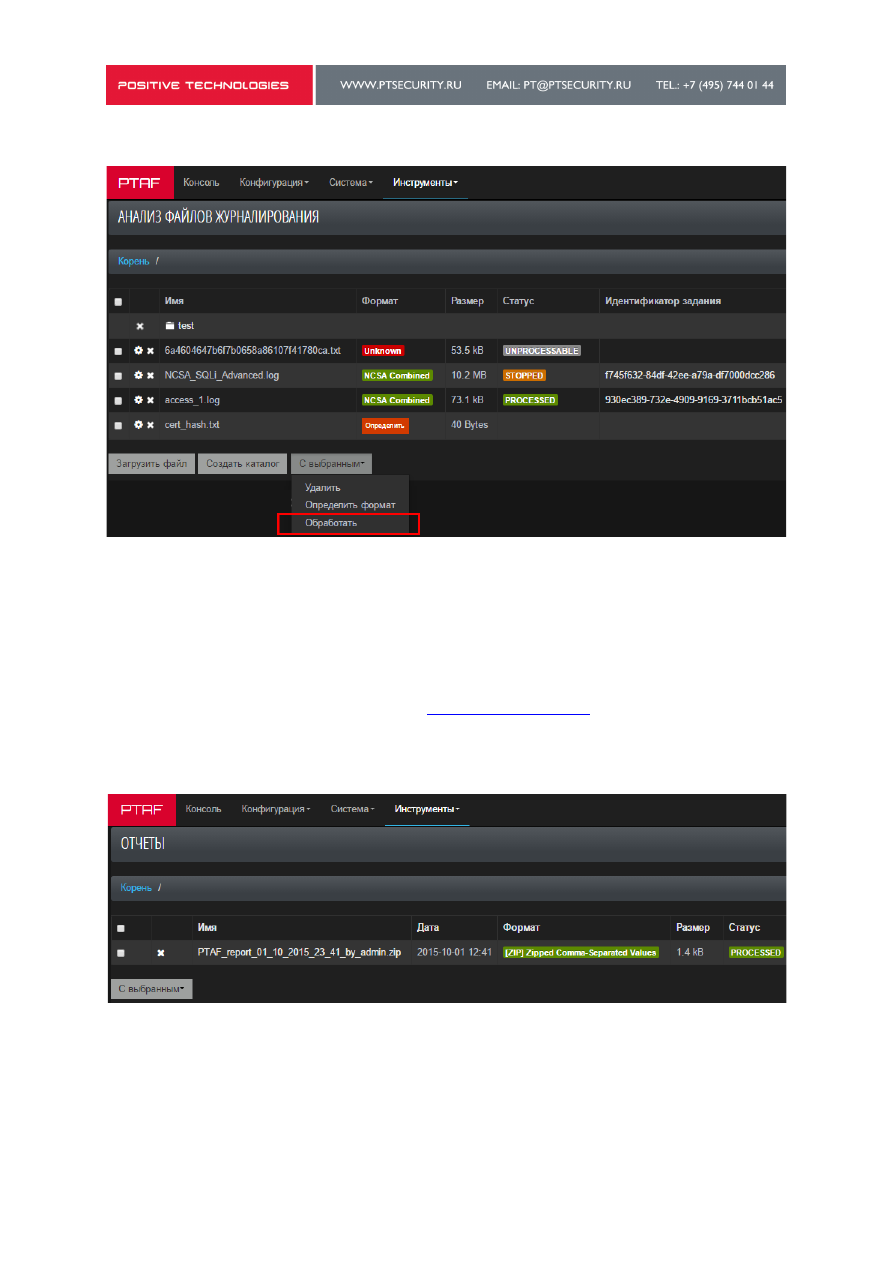 POSITIVE TECHNOLOGIES WWW.PTSECURITY.RU EMAIL: PT@PTSECURITY.RU TEL.: +7 (495) 744 01 44
PTAF Консоль Конфигурация Система Инструменты
АНАЛИЗ ФАЙЛОВ ЖУРНАЛИРОВАНИЯ
Корень /
Имя Формат Размер Статус Идентификатор задания
test
6a4604647b6f7b0658a86107f41780ca.txt Unknown 53.5 kB UNPROCESSABLE
NCSA_SQLi_Advanced.log NCSA Combined 10.2 MB STOPPED f745f632-84df-42ee-a79a-df7000dcc286
access_1.log NCSA Combined 73.1 kB PROCESSED 930ec389-732e-4909-9169-3711bcb51ac5
cert_hash.txt Определить 40 Bytes
Загрузить файл Создать каталог С выбранным
Удалить
Определить формат
Обработать
PTAF Консоль Конфигурация Система Инструменты
ОТЧЕТЫ
Корень /
Имя Дата Формат Размер Статус
PTAF_report_01_10_2015_23_41_by_admin.zip 2015-10-01 12:41 [ZIP] Zipped Comma-Separated Values 1.4 kB PROCESSED
С выбранным